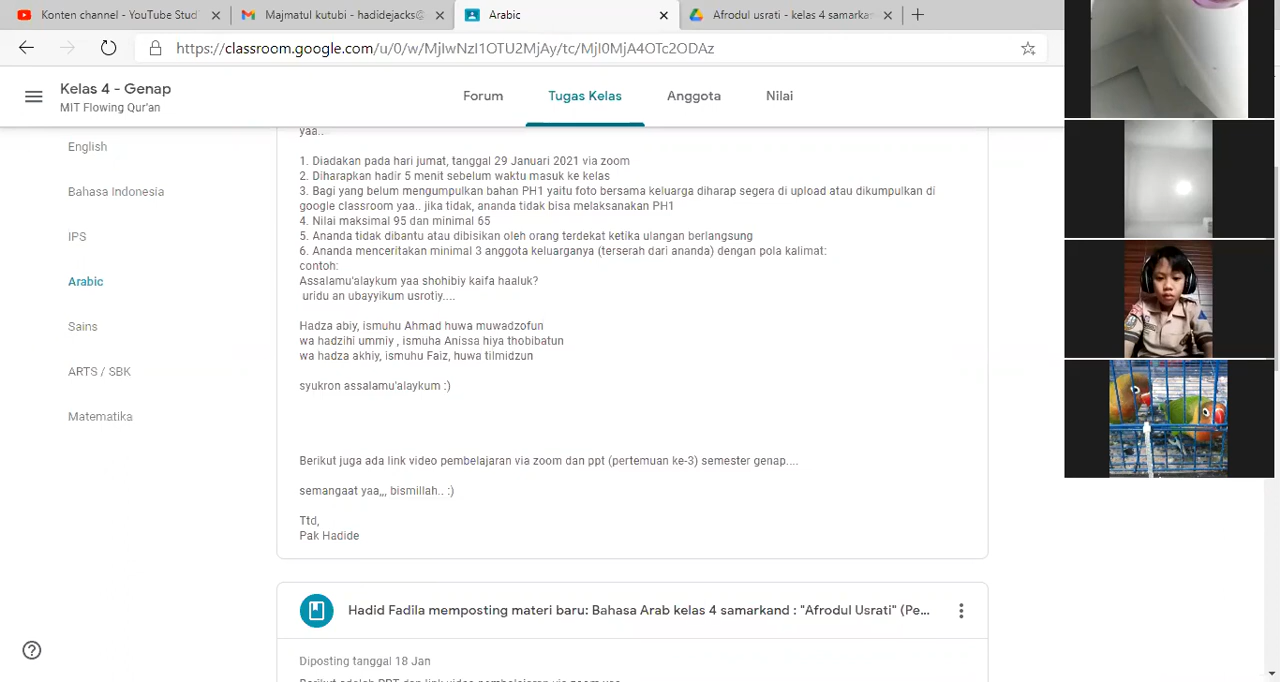 Konten channel - YouTube Stud
Majmatul kutubi - hadidejacks@
Arabic
Afrodul usrati - kelas 4 samarkan
https://classroom.google.com/u/0/w/MjIwNzI1OTU2MjAy/tc/MjI0MjA4OTc2ODAz
Kelas 4 - Genap
MIT Flowing Qur'an
Forum
Tugas Kelas
Anggota
Nilai
English
Bahasa Indonesia
IPS
Arabic
Sains
ARTS / SBK
Matematika
yaa..
1. Diadakan pada hari jumat, tanggal 29 Januari 2021 via zoom
2. Diharapkan hadir 5 menit sebelum waktu masuk ke kelas
3. Bagi yang belum mengumpulkan bahan PH1 yaitu foto bersama keluarga diharap segera di upload atau dikumpulkan di
google classroom yaa.. jika tidak, ananda tidak bisa melaksanakan PH1
4. Nilai maksimal 95 dan minimal 65
5. Ananda tidak dibantu atau dibisikan oleh orang terdekat ketika ulangan berlangsung
6. Ananda menceritakan minimal 3 anggota keluarganya (terserah dari ananda) dengan pola kalimat:
contoh:
Assalamu'alaykum yaa shohibiy kaifa haaluk?
uridu an ubayyikum usrotiy....
Hadza abiy, ismuhu Ahmad huwa muwadzofun
wa hadzihi ummiy , ismuha Anissa hiya thobibatun
wa hadza akhiy, ismuhu Faiz, huwa tilmidzun
syukron assalamu'alaykum :)
Berikut juga ada link video pembelajaran via zoom dan ppt (pertemuan ke-3) semester genap....
semangaat yaa,,, bismillah.. :)
Ttd,
Pak Hadide
Hadid Fadila memposting materi baru: Bahasa Arab kelas 4 samarkand : "Afrodul Usrati" (Pe...
Diposting tanggal 18 Jan
Berikut adalah PPT dan link video pembelajaran via zoom yaa